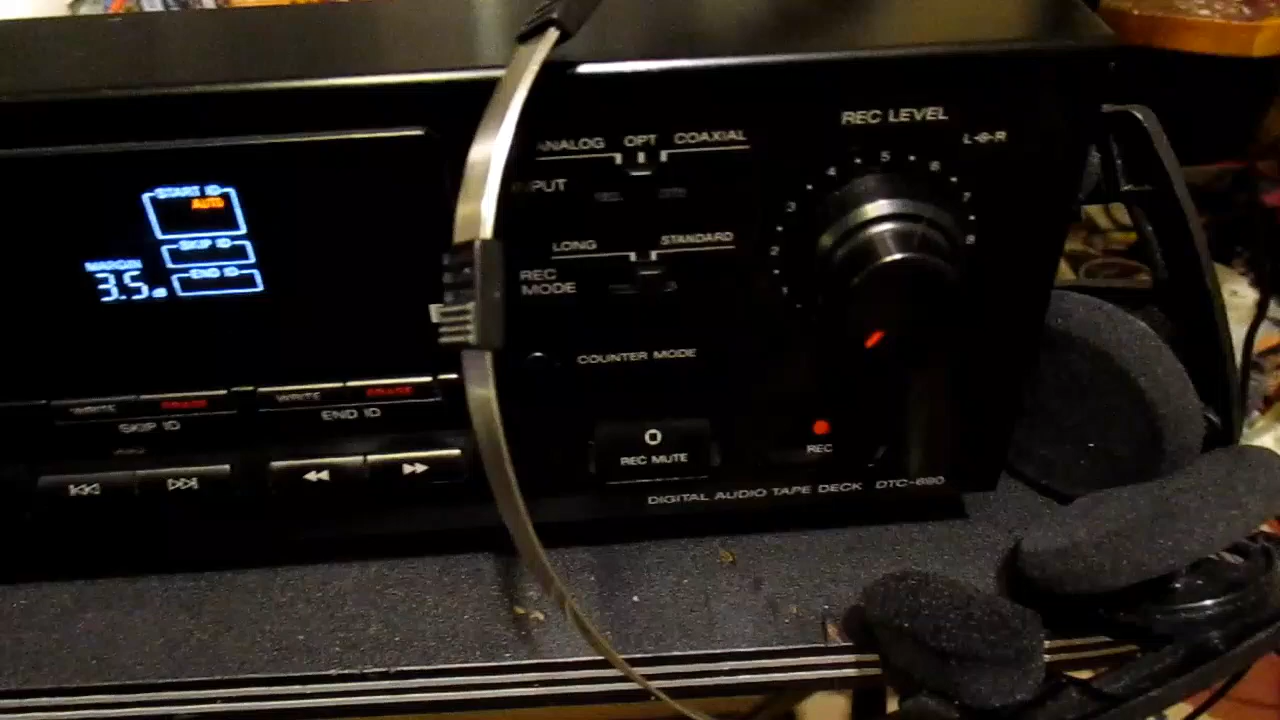 REC LEVEL
L-R
ANALOG OPT COAXIAL
INPUT
START ID
AUTO
SKIP ID
END ID
MARGIN
3.5 dB
LONG STANDARD
REC
MODE
1 2 3 4 5 6 7 8
COUNTER MODE
WRITE ERASE
SKIP ID
WRITE ERASE
END ID
REC MUTE
REC
DIGITAL AUDIO TAPE DECK DTC-690